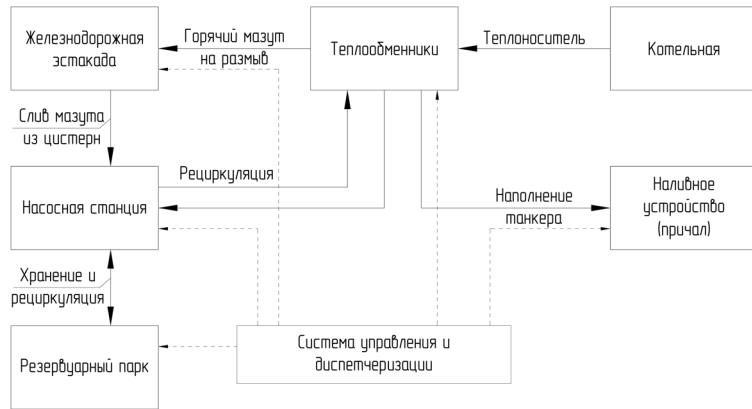 Железнодорожная
эстакада
Горячий мазут
на размыв
Теплообменники
Теплоноситель
Котельная
Слив мазута
из цистерн
Насосная станция
Рециркуляция
Наполнение
танкера
Наливное
устройство
(причал)
Хранение и
рециркуляция
Резервуарный парк
Система управления и
диспетчеризации